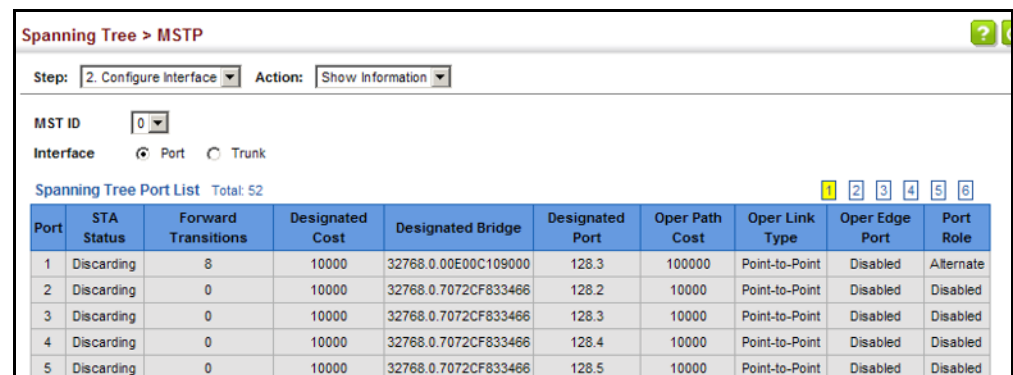 Spanning Tree > MSTP
?
Step: 2. Configure Interface Action: Show Information
MST ID 0
Interface Port Trunk
Spanning Tree Port List Total: 52 1 2 3 4 5 6
Port STA Status Forward Transitions Designated Cost Designated Bridge Designated Port Oper Path Cost Oper Link Type Oper Edge Port Port Role
1 Discarding 8 10000 32768.0.00E00C109000 128.3 100000 Point-to-Point Disabled Alternate
2 Discarding 0 10000 32768.0.7072CF833466 128.2 10000 Point-to-Point Disabled Disabled
3 Discarding 0 10000 32768.0.7072CF833466 128.3 10000 Point-to-Point Disabled Disabled
4 Discarding 0 10000 32768.0.7072CF833466 128.4 10000 Point-to-Point Disabled Disabled
5 Discarding 0 10000 32768.0.7072CF833466 128.5 10000 Point-to-Point Disabled Disabled